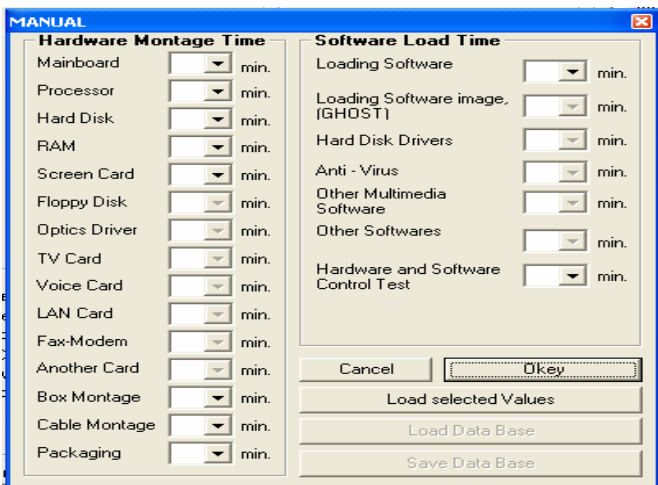 MANUAL
Hardware Montage Time
Mainboard min.
Processor min.
Hard Disk min.
RAM min.
Screen Card min.
Floppy Disk min.
Optics Driver min.
TV Card min.
Voice Card min.
LAN Card min.
Fax-Modem min.
Another Card min.
Box Montage min.
Cable Montage min.
Packaging min.
Software Load Time
Loading Software min.
Loading Software image,
(GHOST) min.
Hard Disk Drivers min.
Anti - Virus min.
Other Multimedia
Software min.
Other Softwares min.
Hardware and Software
Control Test min.
Cancel Okey
Load selected Values
Load Data Base
Save Data Base